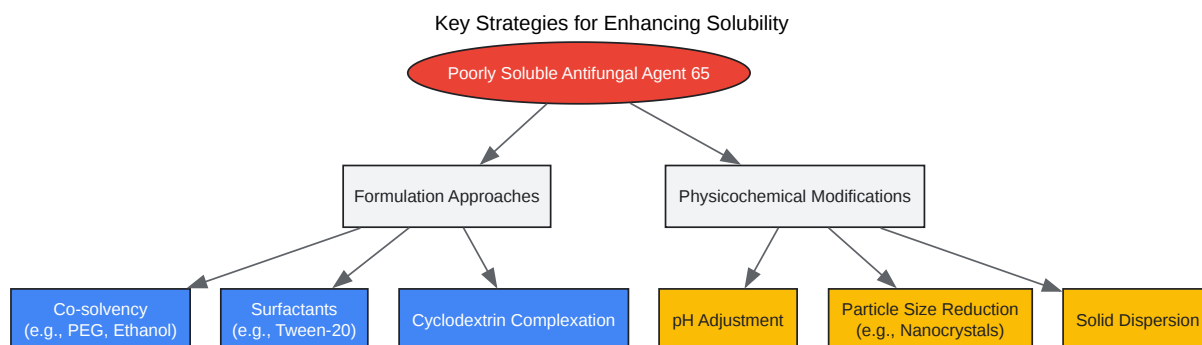 Key Strategies for Enhancing Solubility
Poorly Soluble Antifungal Agent 65
Formulation Approaches
Physicochemical Modifications
Co-solvency
(e.g., PEG, Ethanol)
Surfactants
(e.g., Tween-20)
Cyclodextrin Complexation
pH Adjustment
Particle Size Reduction
(e.g., Nanocrystals)
Solid Dispersion